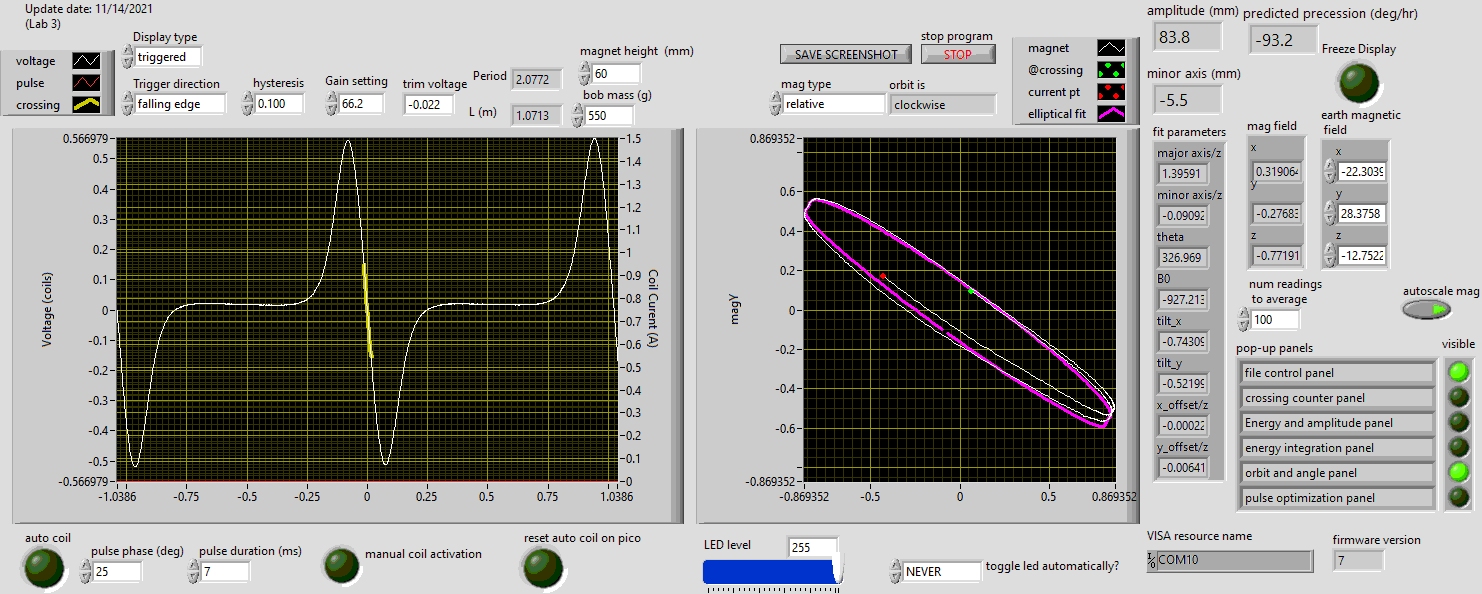 Update date: 11/14/2021
(Lab 3)
voltage
pulse
crossing
Display type
triggered
Trigger direction
falling edge
hysteresis
0.100
Gain setting
66.2
trim voltage
-0.022
Period
2.0772
L (m)
1.0713
magnet height (mm)
60
bob mass (g)
550
SAVE SCREENSHOT
stop program
STOP
mag type
relative
orbit is
clockwise
magnet
@crossing
current pt
elliptical fit
amplitude (mm)
83.8
predicted precession (deg/hr)
-93.2
minor axis (mm)
-5.5
Freeze Display
Voltage (coils)
0.566979
0.5
0.4
0.3
0.2
0.1
0
-0.1
-0.2
-0.3
-0.4
-0.5
-0.566979
-1.0386
-0.75
-0.5
-0.25
0
0.25
0.5
0.75
1.0386
1.5
1.4
1.3
1.2
1.1
1
0.9
0.8
0.7
0.6
0.5
0.4
0.3
0.2
0.1
0
Coil Curent (A)
magy
0.869352
0.6
0.4
0.2
0
-0.2
-0.4
-0.6
-0.869352
-0.869352
-0.5
0
0.5
0.869352
fit parameters
major axis/z
1.39591
minor axis/z
-0.09092
theta
326.969
B0
-927.213
tilt_x
-0.74309
tilt_y
-0.52199
x_offset/z
-0.00022
y_offset/z
-0.00641
mag field
x
0.31906
y
-0.27683
z
-0.77191
earth magnetic
field
x
-22.3039
y
28.3758
z
-12.7522
num readings
to average
100
autoscale mag
pop-up panels
visible
file control panel
crossing counter panel
Energy and amplitude panel
energy integration panel
orbit and angle panel
pulse optimization panel
auto coil
pulse phase (deg)
25
pulse duration (ms)
7
manual coil activation
reset auto coil on pico
LED level
255
NEVER
toggle led automatically?
VISA resource name
COM10
firmware version
7